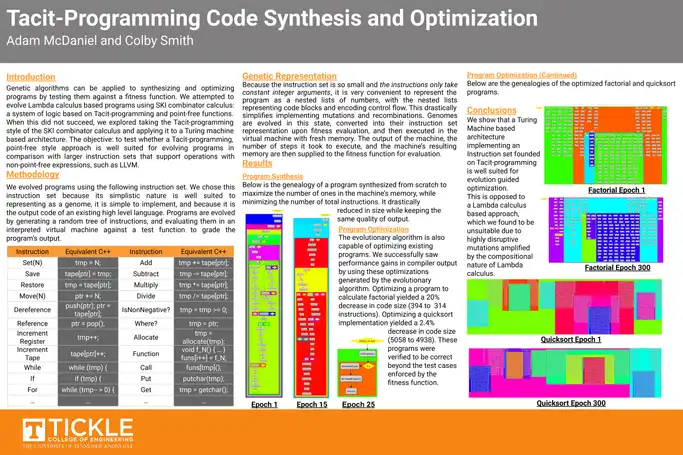 Tacit-Programming Code Synthesis and Optimization
Adam McDaniel and Colby Smith
Introduction
Genetic algorithms can be applied to synthesizing and optimizing
programs by testing them against a fitness function. We attempted to
evolve Lambda calculus based programs using SKI combinator calculus:
a system of logic based on Tacit-programming and point-free functions.
When this did not succeed, we explored taking the Tacit-programming
style of the SKI combinator calculus and applying it to a Turing machine
based architecture. The objective: to test whether a Tacit-programming,
point-free style approach is well suited for evolving programs in
comparison with larger instruction sets that support operations with
non-point-free expressions, such as LLVM.
Methodology
We evolved programs using the following instruction set. We chose this
instruction set because its simplistic nature is well suited to
representing as a genome, it is simple to implement, and because it is
the output code of an existing high level language. Programs are evolved
by generating a random tree of instructions, and evaluating them in an
interpreted virtual machine against a test function to grade the
program's output.
Instruction Equivalent C++ Instruction Equivalent C++
Set(N) tmp = N; Add tmp += tape[ptr];
Save tape[ptr] = tmp; Subtract tmp -= tape[ptr];
Restore tmp = tape[ptr]; Multiply tmp *= tape[ptr];
Move(N) ptr += N; Divide tmp /= tape[ptr];
Dereference push(ptr); ptr = tape[ptr]; IsNonNegative? tmp = tmp >= 0;
Reference ptr = pop(); Where? tmp = ptr;
Increment Register tmp++; Allocate tmp = allocate(tmp);
Increment Tape tape[ptr]++; Function void f_N() { ... } funs[i++] = f_N;
While while (tmp) { Call funs[tmp]();
If if (tmp) { Put putchar(tmp);
For while (tmp-- = 0) { Get tmp = getchar();
... ... ... ...
Genetic Representation
Because the instruction set is so small and the instructions only take
constant integer arguments, it is very convenient to represent the
program as a nested lists of numbers, with the nested lists
representing code blocks and encoding control flow. This drastically
simplifies implementing mutations and recombinations. Genomes
are evolved in this state, converted into their instruction set
representation upon fitness evaluation, and then executed in the
virtual machine with fresh memory. The output of the machine, the
number of steps it took to execute, and the machine's resulting
memory are then supplied to the fitness function for evaluation.
Results
Program Synthesis
Below is the genealogy of a program synthesized from scratch to
maximize the number of ones in the machine's memory, while
minimizing the number of total instructions. It drastically
reduced in size while keeping the
same quality of output.
Program Optimization
The evolutionary algorithm is also
capable of optimizing existing
programs. We successfully saw
performance gains in compiler output
by using these optimizations
generated by the evolutionary
algorithm. Optimizing a program to
calculate factorial yielded a 20%
decrease in code size (394 to 314
instructions). Optimizing a quicksort
implementation yielded a 2.4%
decrease in code size
(5058 to 4938). These
programs were
verified to be correct
beyond the test cases
enforced by the
fitness function.
Epoch 1
Epoch 15
Epoch 25
Program Optimization (Continued)
Below are the genealogies of the optimized factorial and quicksort
programs.
Conclusions
We show that a Turing
Machine based
architecture
implementing an
Instruction set founded
on Tacit-programming
is well suited for
evolution guided
optimization.
This is opposed to
a Lambda calculus
based approach,
which we found to be
unsuitable due to
highly disruptive
mutations amplified
by the compositional
nature of Lambda
calculus.
Factorial Epoch 1
Factorial Epoch 300
Quicksort Epoch 1
Quicksort Epoch 300
TICKLE
COLLEGE OF ENGINEERING
THE UNIVERSITY OF TENNESSEE KNOXVILLE